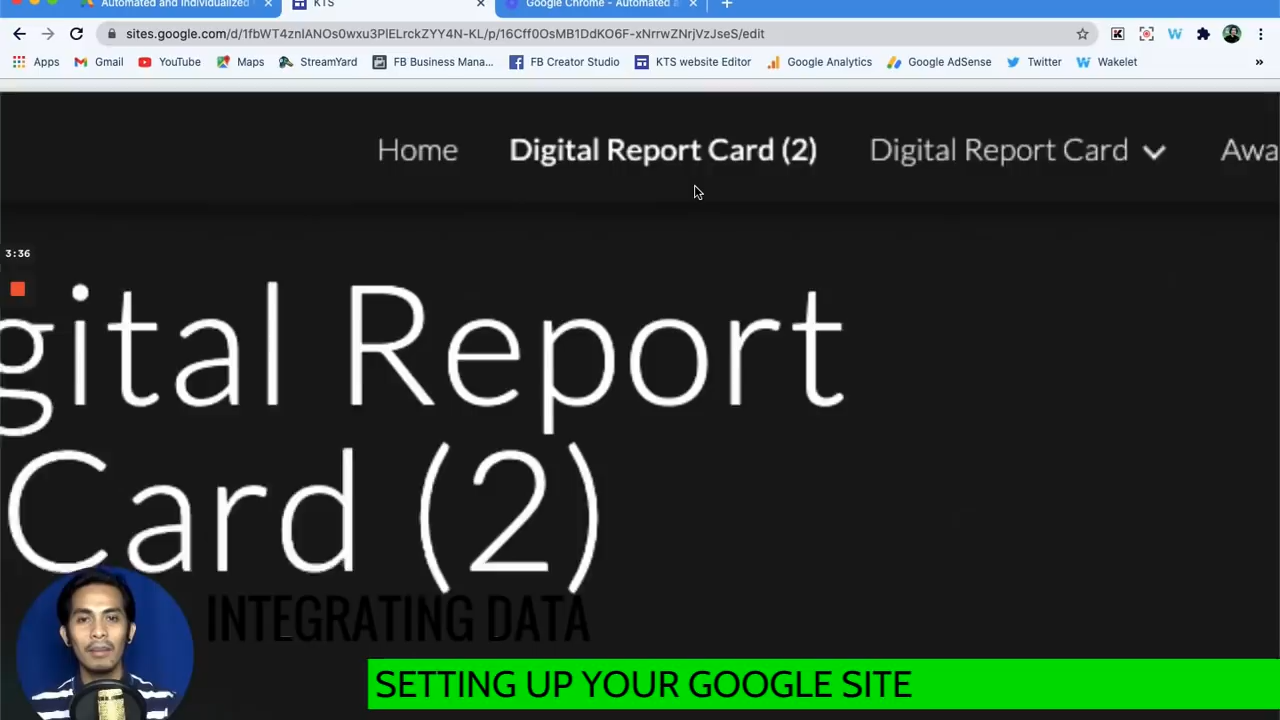 Automated and Individualized
KTS
Google Chrome - Automated a
sites.google.com/d/1fbWT4znIANOs0wxu3PlELrckZYY4N-KL/p/16Cff0OsMB1DdKO6F-xNrrwZNrjVzJseS/edit
Apps Gmail YouTube Maps StreamYard FB Business Mana... FB Creator Studio KTS website Editor Google Analytics Google AdSense Twitter Wakelet »
Home Digital Report Card (2) Digital Report Card Awa
3:36
gital Report
Card (2)
INTEGRATING DATA
SETTING UP YOUR GOOGLE SITE